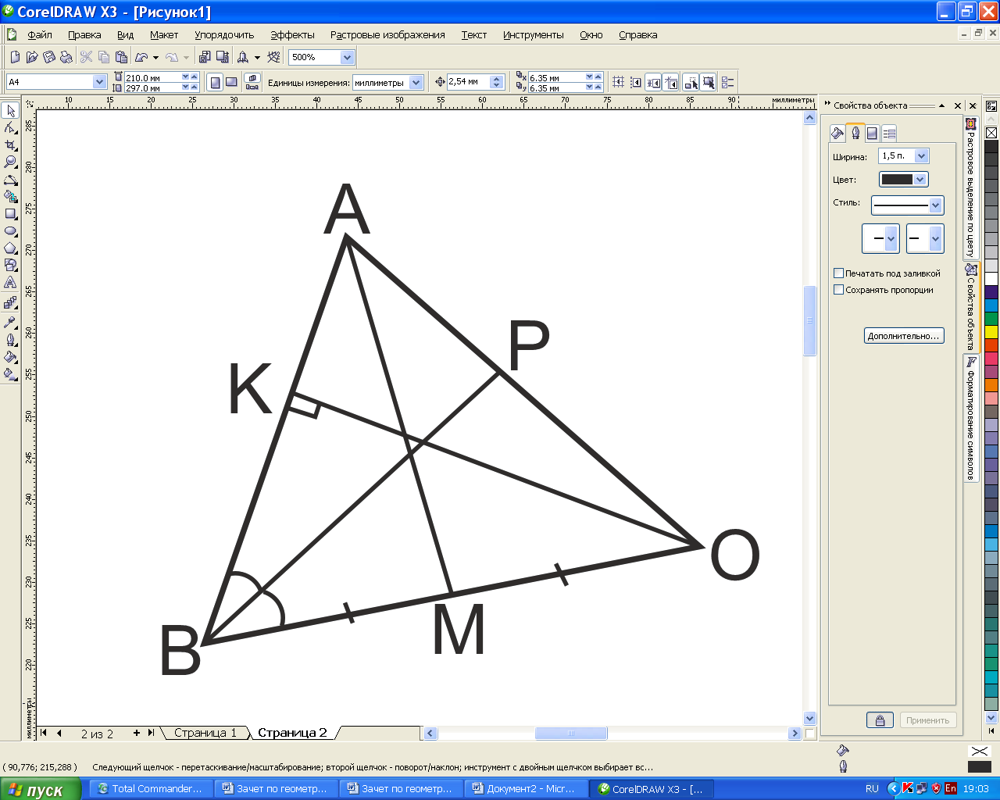 CorelDRAW X3 - [Рисунок1]
Файл Правка Вид Макет Упорядочить Эффекты Растровые изображения Текст Инструменты Окно Справка
500%
A4 210.0 мм 297.0 мм Единицы измерения: миллиметры 2,54 мм 6.35 мм 6.35 мм
10 15 20 25 30 35 40 45 50 55 60 65 70 75 80 85 90 миллиметры
285
280
275
270
265
260
255
250
245
240
235
230
225
220
миллиметры
A
P
K
O
M
B
Свойства объекта
Ширина: 1,5 п.
Цвет:
Стиль:
Печатать под заливкой
Сохранять пропорции
Дополнительно...
Применить
Растровое выделение по цвету
Свойства объекта
Форматирование символов
2 из 2 Страница 1 Страница 2
( 90,776; 215,288 ) Следующий щелчок - перетаскивание/масштабирование; второй щелчок - поворот/наклон; инструмент с двойным щелчком выбирает вс...
пуск Total Commander... Зачет по геометр... Зачет по геометр... Документ2 - Micr... CorelDRAW X3 - [... RU En 19:03